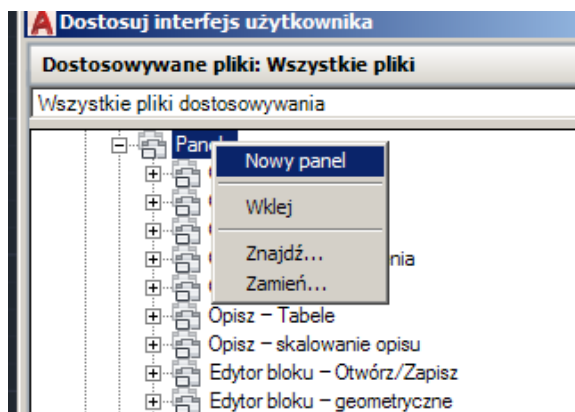 Dostosuj interfejs użytkownika
Dostosowywane pliki: Wszystkie pliki
Wszystkie pliki dostosowywania
Nowy panel
Wklej
Znajdź...
nia
Zamień...
Opisz – Tabele
Opisz – skalowanie opisu
Edytor bloku – Otwórz/Zapisz
Edytor bloku – geometryczne